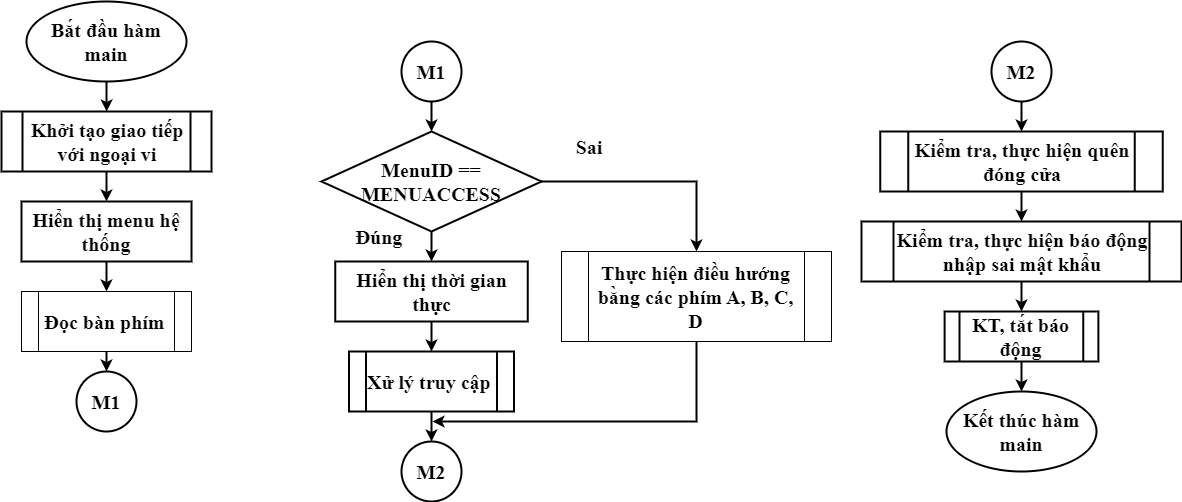 Bắt đầu hàm
main
Khởi tạo giao tiếp
với ngoại vi
Hiển thị menu hệ
thống
Đọc bàn phím
M1
M1
MenuID ==
MENUACCESS
Sai
Đúng
Hiển thị thời gian
thực
Xử lý truy cập
Thực hiện điều hướng
bằng các phím A, B, C,
D
M2
M2
Kiểm tra, thực hiện quên
đóng cửa
Kiểm tra, thực hiện báo động
nhập sai mật khẩu
KT, tắt báo
động
Kết thúc hàm
main